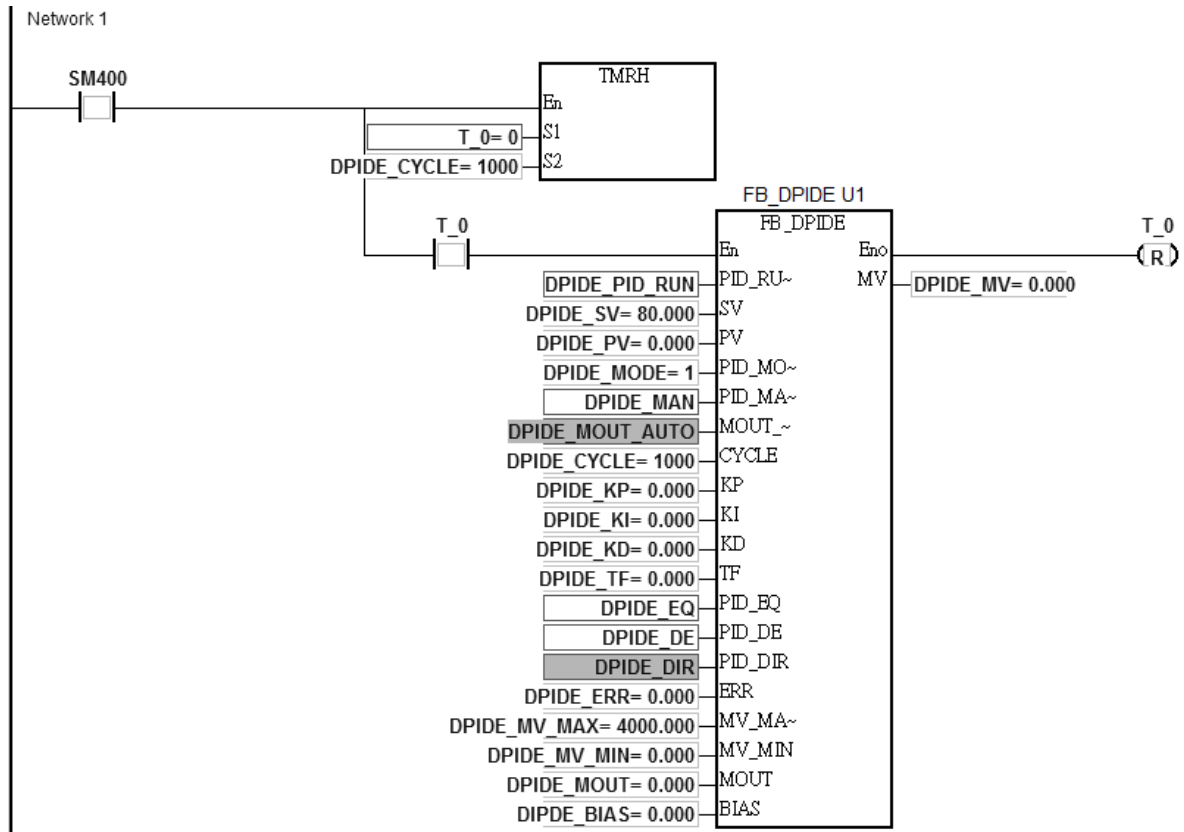 Network 1
SM400
TMRH
En
T_0= 0 S1
DPIDE_CYCLE= 1000 S2
FB_DPIDE U1
T_0 FB_DPIDE T_0
En Eno R
DPIDE_PID_RUN PID_RU~ MV DPIDE_MV= 0.000
DPIDE_SV= 80.000 SV
DPIDE_PV= 0.000 PV
DPIDE_MODE= 1 PID_MO~
DPIDE_MAN PID_MA~
DPIDE_MOUT_AUTO MOUT_~
DPIDE_CYCLE= 1000 CYCLE
DPIDE_KP= 0.000 KP
DPIDE_KI= 0.000 KI
DPIDE_KD= 0.000 KD
DPIDE_TF= 0.000 TF
DPIDE_EQ PID_EQ
DPIDE_DE PID_DE
DPIDE_DIR PID_DIR
DPIDE_ERR= 0.000 ERR
DPIDE_MV_MAX= 4000.000 MV_MA~
DPIDE_MV_MIN= 0.000 MV_MIN
DPIDE_MOUT= 0.000 MOUT
DIPDE_BIAS= 0.000 BIAS